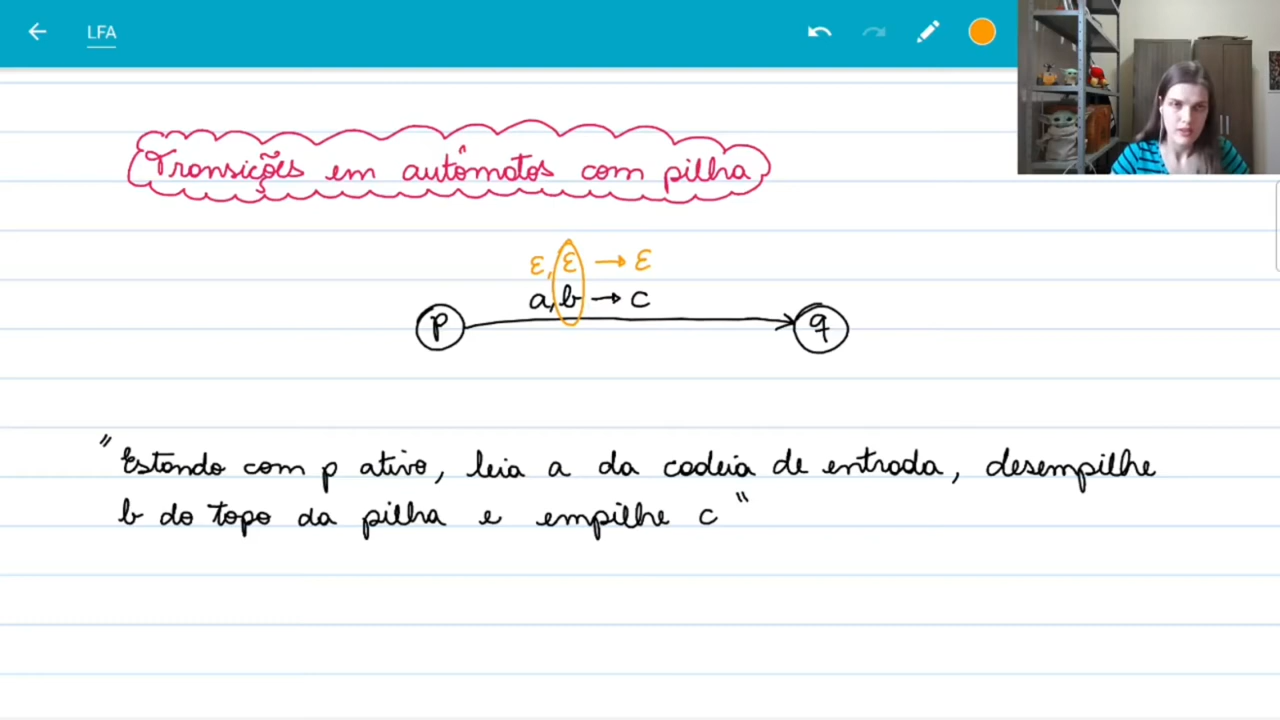 LFA
Transições em autômatos com pilha
ε, ε → ε
a, b → c
p
q
"Estando com p ativo, leia a da cadeia de entrada, desempilhe
b do topo da pilha e empilhe c"